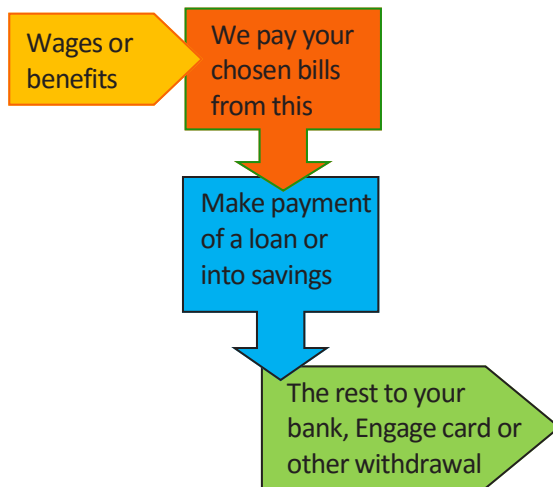 Wages or
benefits
We pay your
chosen bills
from this
Make payment
of a loan or
into savings
The rest to your
bank, Engage card or
other withdrawal